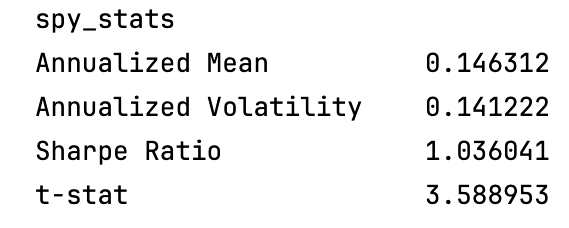 spy_stats
Annualized Mean 0.146312
Annualized Volatility 0.141222
Sharpe Ratio 1.036041
t-stat 3.588953